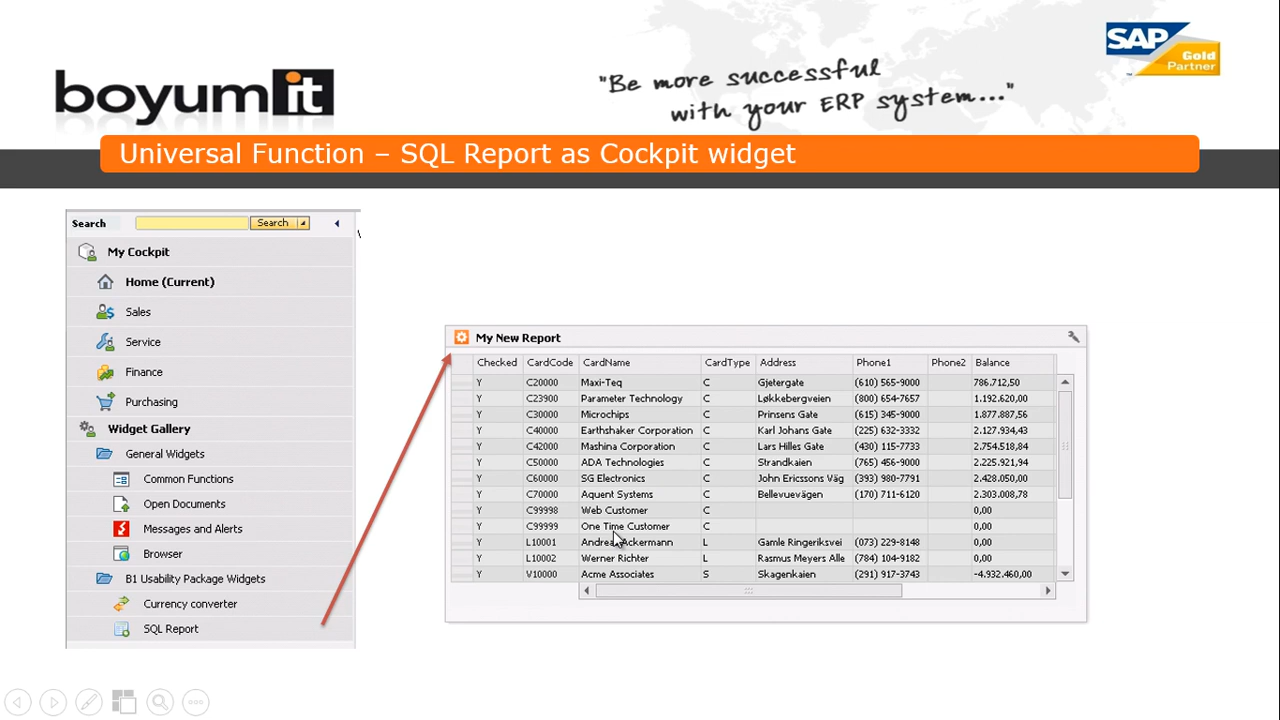 boyumit
"Be more successful
with your ERP system..."
SAP
Gold
Partner
Universal Function – SQL Report as Cockpit widget
Search Search
\
My Cockpit
Home (Current)
Sales
Service
Finance
Purchasing
Widget Gallery
General Widgets
Common Functions
Open Documents
Messages and Alerts
Browser
B1 Usability Package Widgets
Currency converter
SQL Report
My New Report
Checked CardCode CardName CardType Address Phone1 Phone2 Balance
Y C20000 Maxi-Teq C Gjetergate (610) 565-9000 786.712,50
Y C23900 Parameter Technology C Løkkebergveien (800) 654-7657 1.192.620,00
Y C30000 Microchips C Prinsens Gate (615) 345-9000 1.877.887,56
Y C40000 Earthshaker Corporation C Karl Johans Gate (225) 632-3332 2.127.934,43
Y C42000 Mashina Corporation C Lars Hilles Gate (430) 115-7733 2.754.518,84
Y C50000 ADA Technologies C Strandkaien (765) 456-9000 2.225.921,94
Y C60000 SG Electronics C John Ericssons Väg (393) 980-7791 2.428.050,00
Y C70000 Aquent Systems C Bellevuevägen (170) 711-6120 2.303.008,78
Y C99998 Web Customer C 0,00
Y C99999 One Time Customer C 0,00
Y L10001 Andreas Ackermann L Gamle Ringeriksvei (073) 229-8148 0,00
Y L10002 Werner Richter L Rasmus Meyers Alle (784) 104-9182 0,00
Y V10000 Acme Associates S Skagenkaien (291) 917-3743 -4.932.460,00